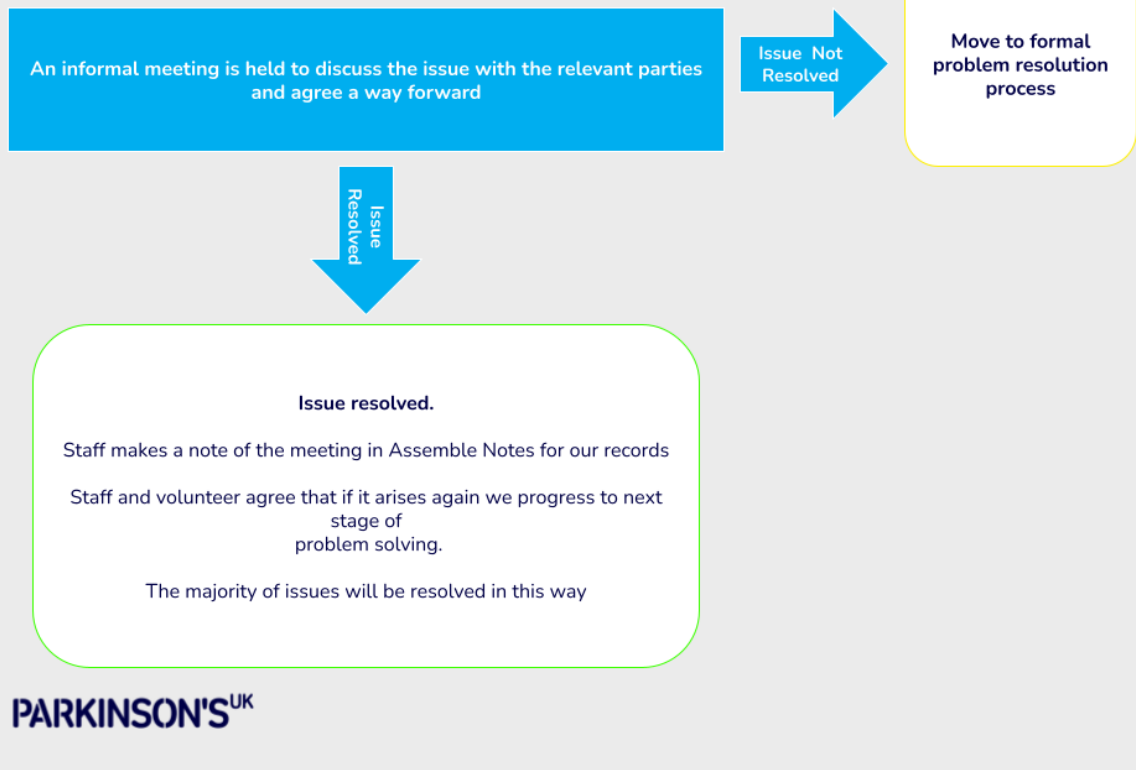 An informal meeting is held to discuss the issue with the relevant parties
and agree a way forward
Issue Not
Resolved
Move to formal
problem resolution
process
Issue
Resolved
Issue resolved.
Staff makes a note of the meeting in Assemble Notes for our records
Staff and volunteer agree that if it arises again we progress to next
stage of
problem solving.
The majority of issues will be resolved in this way
PARKINSON'S UK